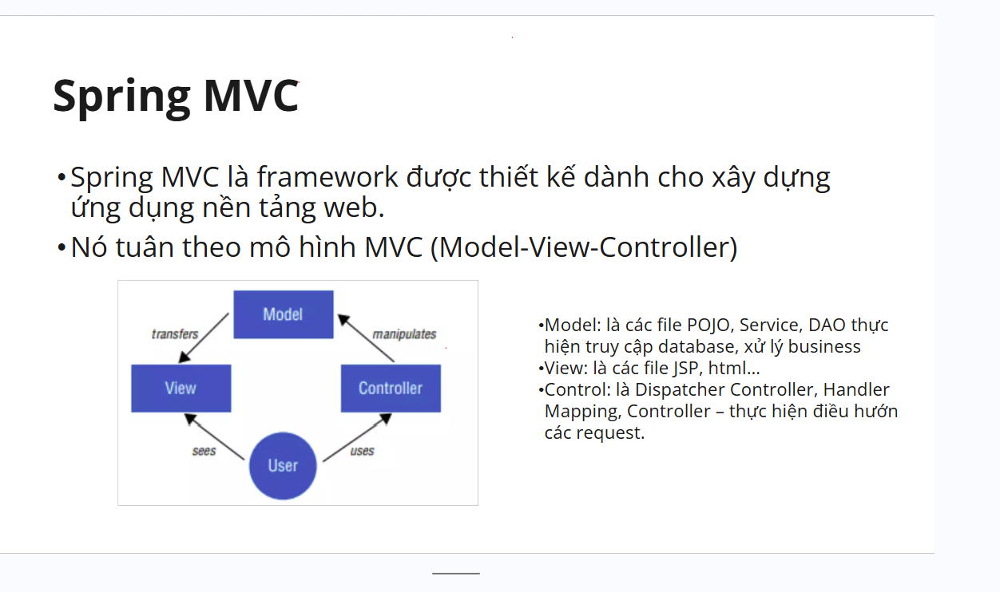 Spring MVC
•Spring MVC là framework được thiết kế dành cho xây dựng
ứng dụng nền tảng web.
•Nó tuân theo mô hình MVC (Model-View-Controller)
Model
transfers
manipulates
View
Controller
sees
uses
User
•Model: là các file POJO, Service, DAO thực
hiện truy cập database, xử lý business
•View: là các file JSP, html...
•Control: là Dispatcher Controller, Handler
Mapping, Controller – thực hiện điều hướn
các request.